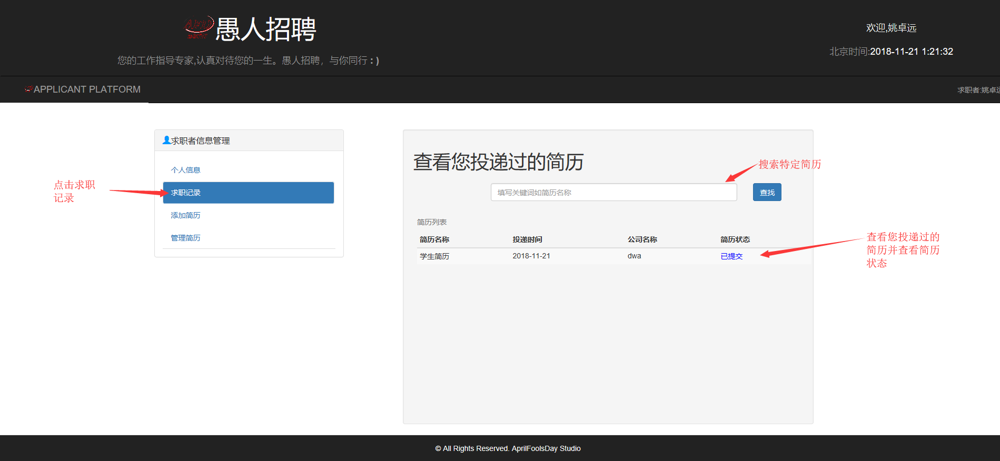 愚人招聘
您的工作指导专家,认真对待您的一生。愚人招聘，与你同行 : )
欢迎,姚卓远
北京时间:2018-11-21 1:21:32
APPLICANT PLATFORM
求职者:姚卓远
求职者信息管理
个人信息
求职记录
添加简历
管理简历
点击求职
记录
查看您投递过的简历
搜索特定简历
填写关键词如简历名称
查找
简历列表
简历名称 投递时间 公司名称 简历状态
学生简历 2018-11-21 dwa 已提交
查看您投递过的
简历并查看简历
状态
© All Rights Reserved. AprilFoolsDay Studio